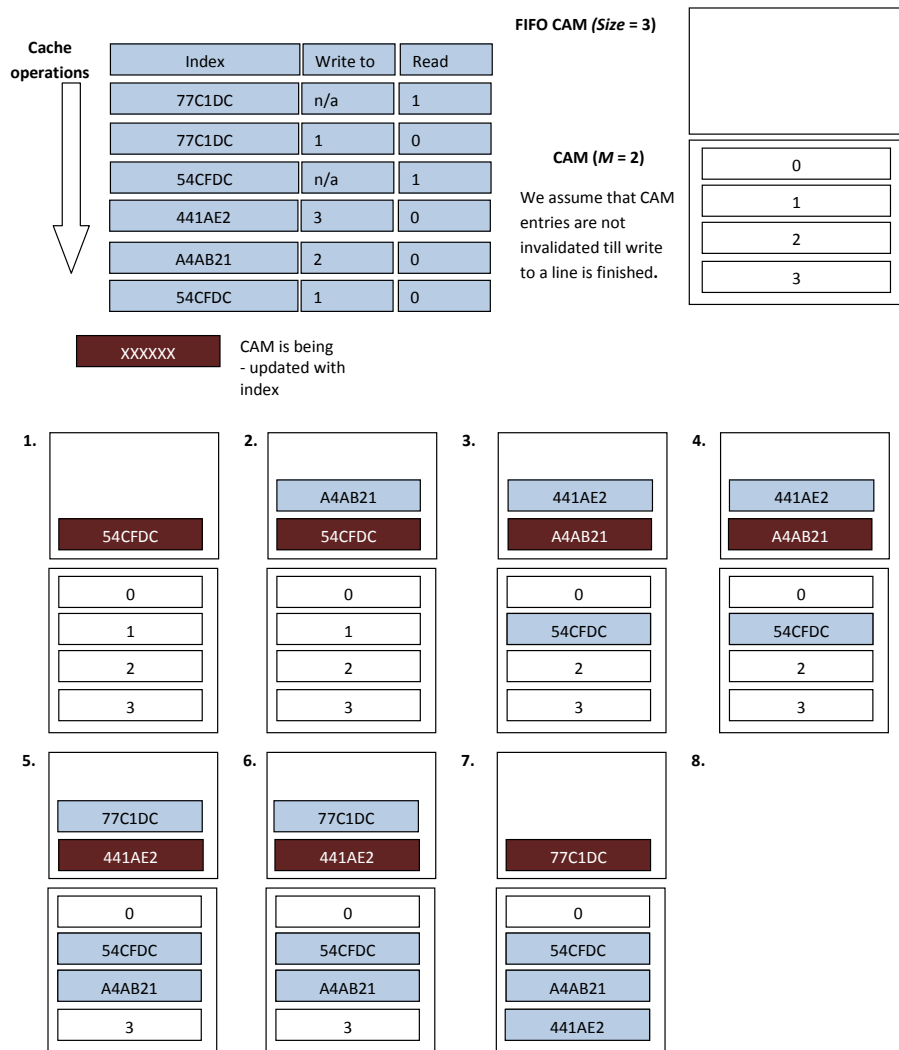 FIFO CAM (Size = 3)
Cache
operations
Index Write to Read
77C1DC n/a 1
77C1DC 1 0
54CFDC n/a 1
441AE2 3 0
A4AB21 2 0
54CFDC 1 0
CAM (M = 2)
We assume that CAM
entries are not
invalidated till write
to a line is finished.
0
1
2
3
XXXXXX
CAM is being
- updated with
index
1.
54CFDC
0
1
2
3
2.
A4AB21
54CFDC
0
1
2
3
3.
441AE2
A4AB21
0
54CFDC
2
3
4.
441AE2
A4AB21
0
54CFDC
2
3
5.
77C1DC
441AE2
0
54CFDC
A4AB21
3
6.
77C1DC
441AE2
0
54CFDC
A4AB21
3
7.
77C1DC
0
54CFDC
A4AB21
441AE2
8.